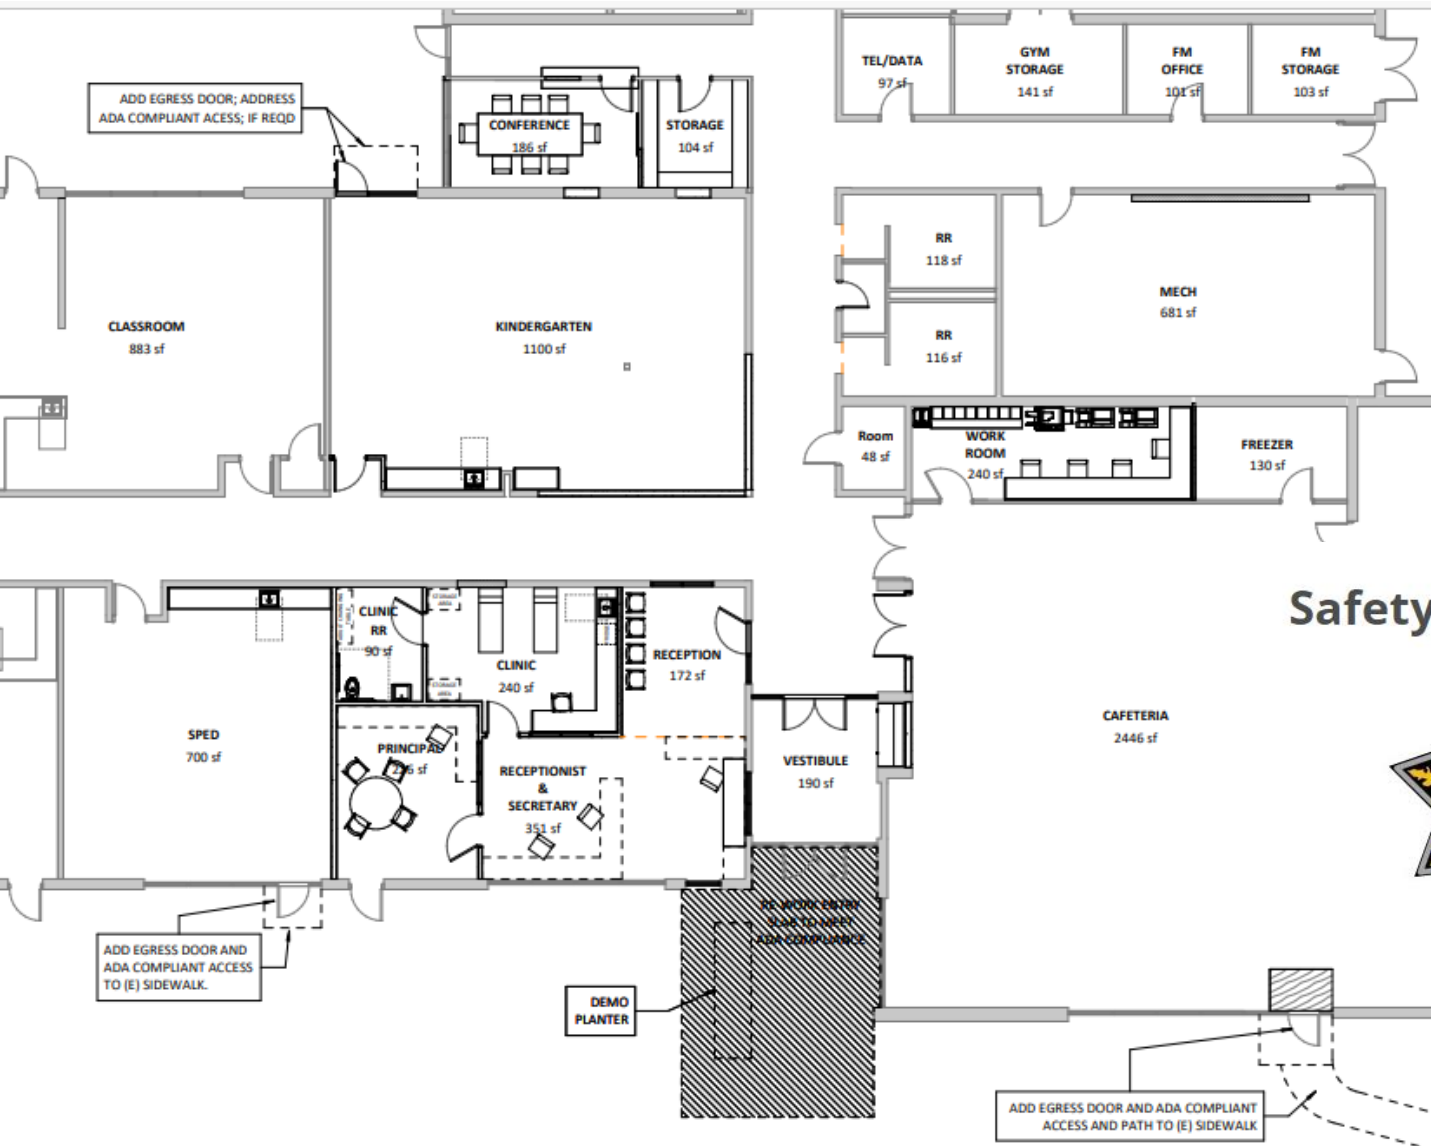 TEL/DATA
97 sf
GYM
STORAGE
141 sf
FM
OFFICE
101 sf
FM
STORAGE
103 sf
ADD EGRESS DOOR; ADDRESS
ADA COMPLIANT ACESS; IF REQD
CONFERENCE
186 sf
STORAGE
104 sf
RR
118 sf
MECH
681 sf
CLASSROOM
883 sf
KINDERGARTEN
1100 sf
RR
116 sf
Room
48 sf
WORK
ROOM
240 sf
FREEZER
130 sf
Safety
CLINIC
RR
90 sf
STORAGE
AREA
CLINIC
240 sf
STORAGE
AREA
RECEPTION
172 sf
SPED
700 sf
PRINCIPAL
sf
RECEPTIONIST
&
SECRETARY
351 sf
VESTIBULE
190 sf
CAFETERIA
2446 sf
RE-WORK ENTRY
SLAB TO MEET
ADA COMPLIANCE
ADD EGRESS DOOR AND
ADA COMPLIANT ACCESS
TO (E) SIDEWALK.
DEMO
PLANTER
ADD EGRESS DOOR AND ADA COMPLIANT
ACCESS AND PATH TO (E) SIDEWALK